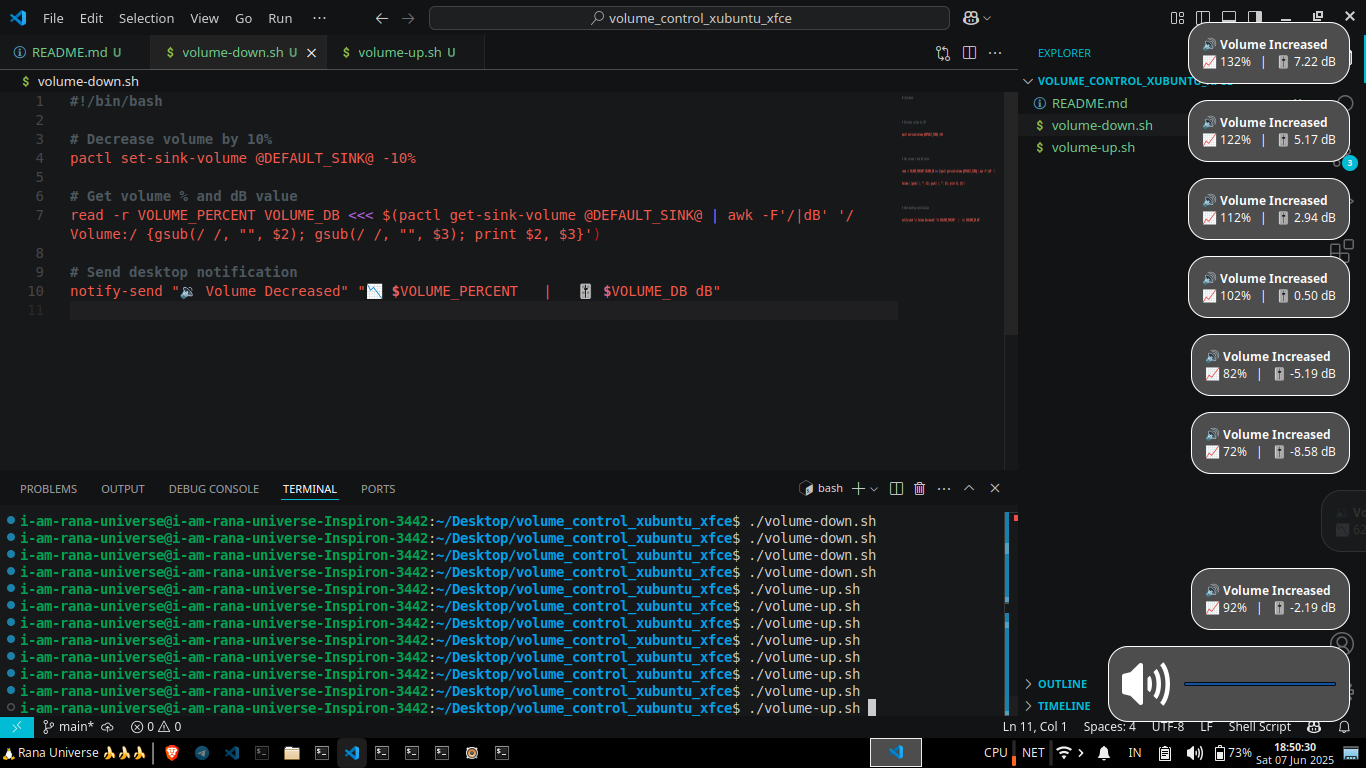 File Edit Selection View Go Run ···
volume_control_xubuntu_xfce
README.md U
$ volume-down.sh U
$ volume-up.sh U
$ volume-down.sh
1 #!/bin/bash
2
3 # Decrease volume by 10%
4 pactl set-sink-volume @DEFAULT_SINK@ -10%
5
6 # Get volume % and dB value
7 read -r VOLUME_PERCENT VOLUME_DB <<< $(pactl get-sink-volume @DEFAULT_SINK@ | awk -F'/|dB' '/
Volume:/ {gsub(/ /, "", $2); gsub(/ /, "", $3); print $2, $3}')
8
9 # Send desktop notification
10 notify-send "🔉 Volume Decreased" "📉 $VOLUME_PERCENT | 🎚 $VOLUME_DB dB"
11
EXPLORER
VOLUME_CONTROL_XUBUNTU_XFCE
README.md
$ volume-down.sh
$ volume-up.sh
3
🔊 Volume Increased
📈 132% | 🎚 7.22 dB
🔊 Volume Increased
📈 122% | 🎚 5.17 dB
🔊 Volume Increased
📈 112% | 🎚 2.94 dB
🔊 Volume Increased
📈 102% | 🎚 0.50 dB
🔊 Volume Increased
📈 82% | 🎚 -5.19 dB
🔊 Volume Increased
📈 72% | 🎚 -8.58 dB
🔊 Volume Increased
📈 92% | 🎚 -2.19 dB
OUTLINE
TIMELINE
PROBLEMS OUTPUT DEBUG CONSOLE TERMINAL PORTS
bash
i-am-rana-universe@i-am-rana-universe-Inspiron-3442:~/Desktop/volume_control_xubuntu_xfce$ ./volume-down.sh
i-am-rana-universe@i-am-rana-universe-Inspiron-3442:~/Desktop/volume_control_xubuntu_xfce$ ./volume-down.sh
i-am-rana-universe@i-am-rana-universe-Inspiron-3442:~/Desktop/volume_control_xubuntu_xfce$ ./volume-down.sh
i-am-rana-universe@i-am-rana-universe-Inspiron-3442:~/Desktop/volume_control_xubuntu_xfce$ ./volume-down.sh
i-am-rana-universe@i-am-rana-universe-Inspiron-3442:~/Desktop/volume_control_xubuntu_xfce$ ./volume-up.sh
i-am-rana-universe@i-am-rana-universe-Inspiron-3442:~/Desktop/volume_control_xubuntu_xfce$ ./volume-up.sh
i-am-rana-universe@i-am-rana-universe-Inspiron-3442:~/Desktop/volume_control_xubuntu_xfce$ ./volume-up.sh
i-am-rana-universe@i-am-rana-universe-Inspiron-3442:~/Desktop/volume_control_xubuntu_xfce$ ./volume-up.sh
i-am-rana-universe@i-am-rana-universe-Inspiron-3442:~/Desktop/volume_control_xubuntu_xfce$ ./volume-up.sh
i-am-rana-universe@i-am-rana-universe-Inspiron-3442:~/Desktop/volume_control_xubuntu_xfce$ ./volume-up.sh
i-am-rana-universe@i-am-rana-universe-Inspiron-3442:~/Desktop/volume_control_xubuntu_xfce$ ./volume-up.sh
i-am-rana-universe@i-am-rana-universe-Inspiron-3442:~/Desktop/volume_control_xubuntu_xfce$ ./volume-up.sh
main* 0 0 Ln 11, Col 1 Spaces: 4 UTF-8 LF Shell Script
Rana Universe 🍌🍌🍌 CPU NET IN 73% 18:50:30
Sat 07 Jun 2025